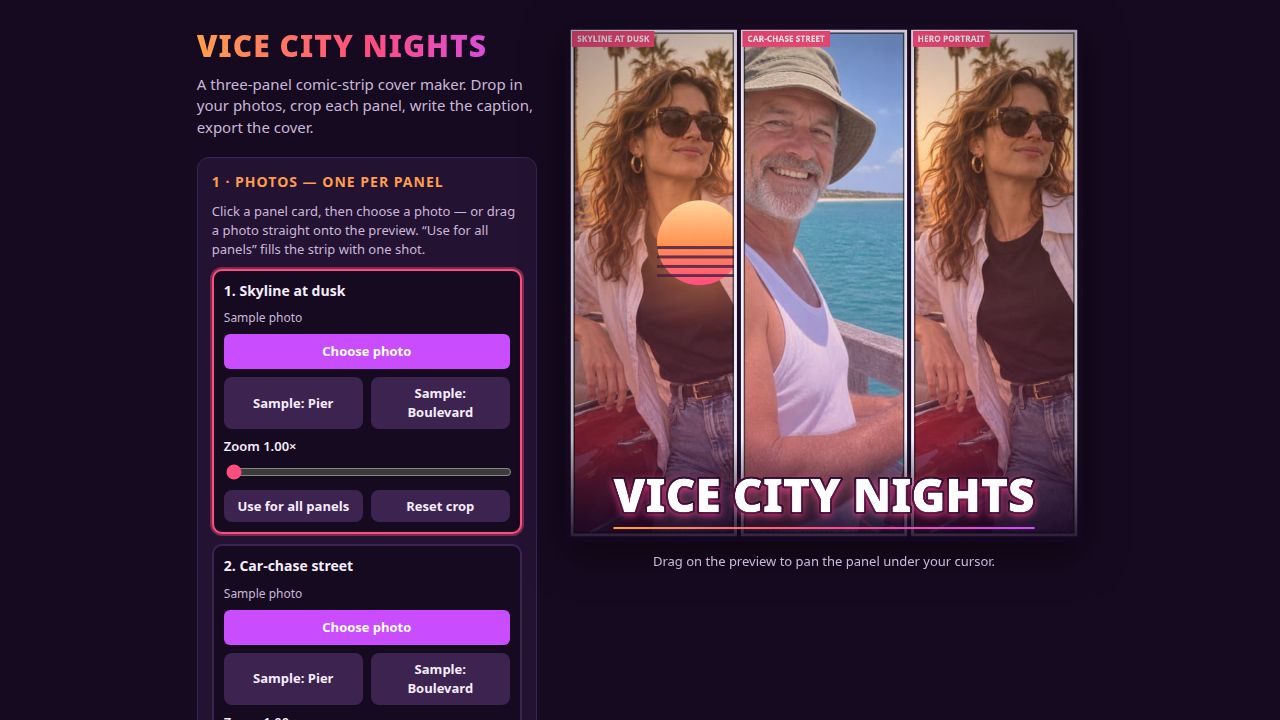 VICE CITY NIGHTS
A three-panel comic-strip cover maker. Drop in
your photos, crop each panel, write the caption,
export the cover.
1 · PHOTOS — ONE PER PANEL
Click a panel card, then choose a photo — or drag
a photo straight onto the preview. “Use for all
panels” fills the strip with one shot.
1. Skyline at dusk
Sample photo
Choose photo
Sample: Pier
Sample:
Boulevard
Zoom 1.00×
Use for all panels
Reset crop
2. Car-chase street
Sample photo
Choose photo
Sample: Pier
Sample:
Boulevard
SKYLINE AT DUSK
CAR-CHASE STREET
HERO PORTRAIT
VICE CITY NIGHTS
Drag on the preview to pan the panel under your cursor.